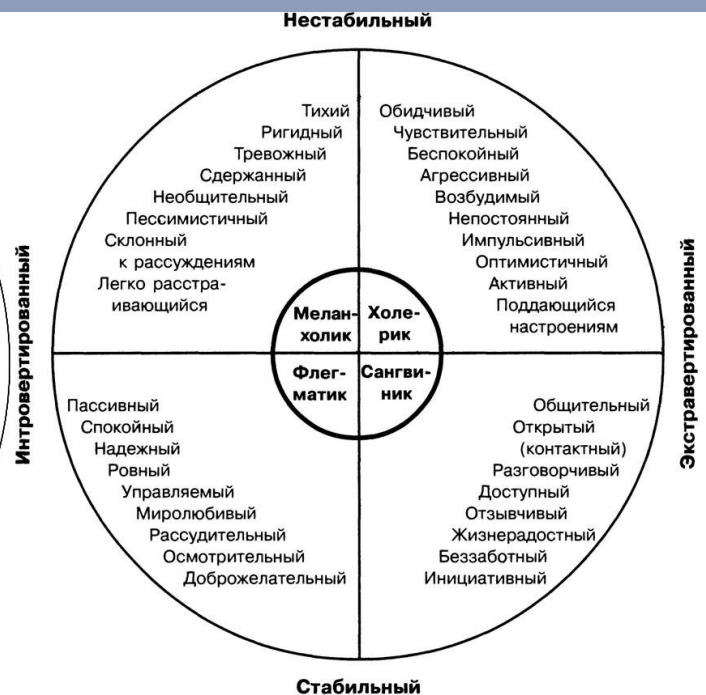 Нестабильный
Тихий
Ригидный
Тревожный
Сдержанный
Необщительный
Пессимистичный
Склонный
к рассуждениям
Легко расстра-
ивающийся
Обидчивый
Чувствительный
Беспокойный
Агрессивный
Возбудимый
Непостоянный
Импульсивный
Оптимистичный
Активный
Поддающийся
настроениям
Интровертированный
Экстравертированный
Мелан-
холик
Холе-
рик
Флег-
матик
Сангви-
ник
Пассивный
Спокойный
Надежный
Ровный
Управляемый
Миролюбивый
Рассудительный
Осмотрительный
Доброжелательный
Общительный
Открытый
(контактный)
Разговорчивый
Доступный
Отзывчивый
Жизнерадостный
Беззаботный
Инициативный
Стабильный